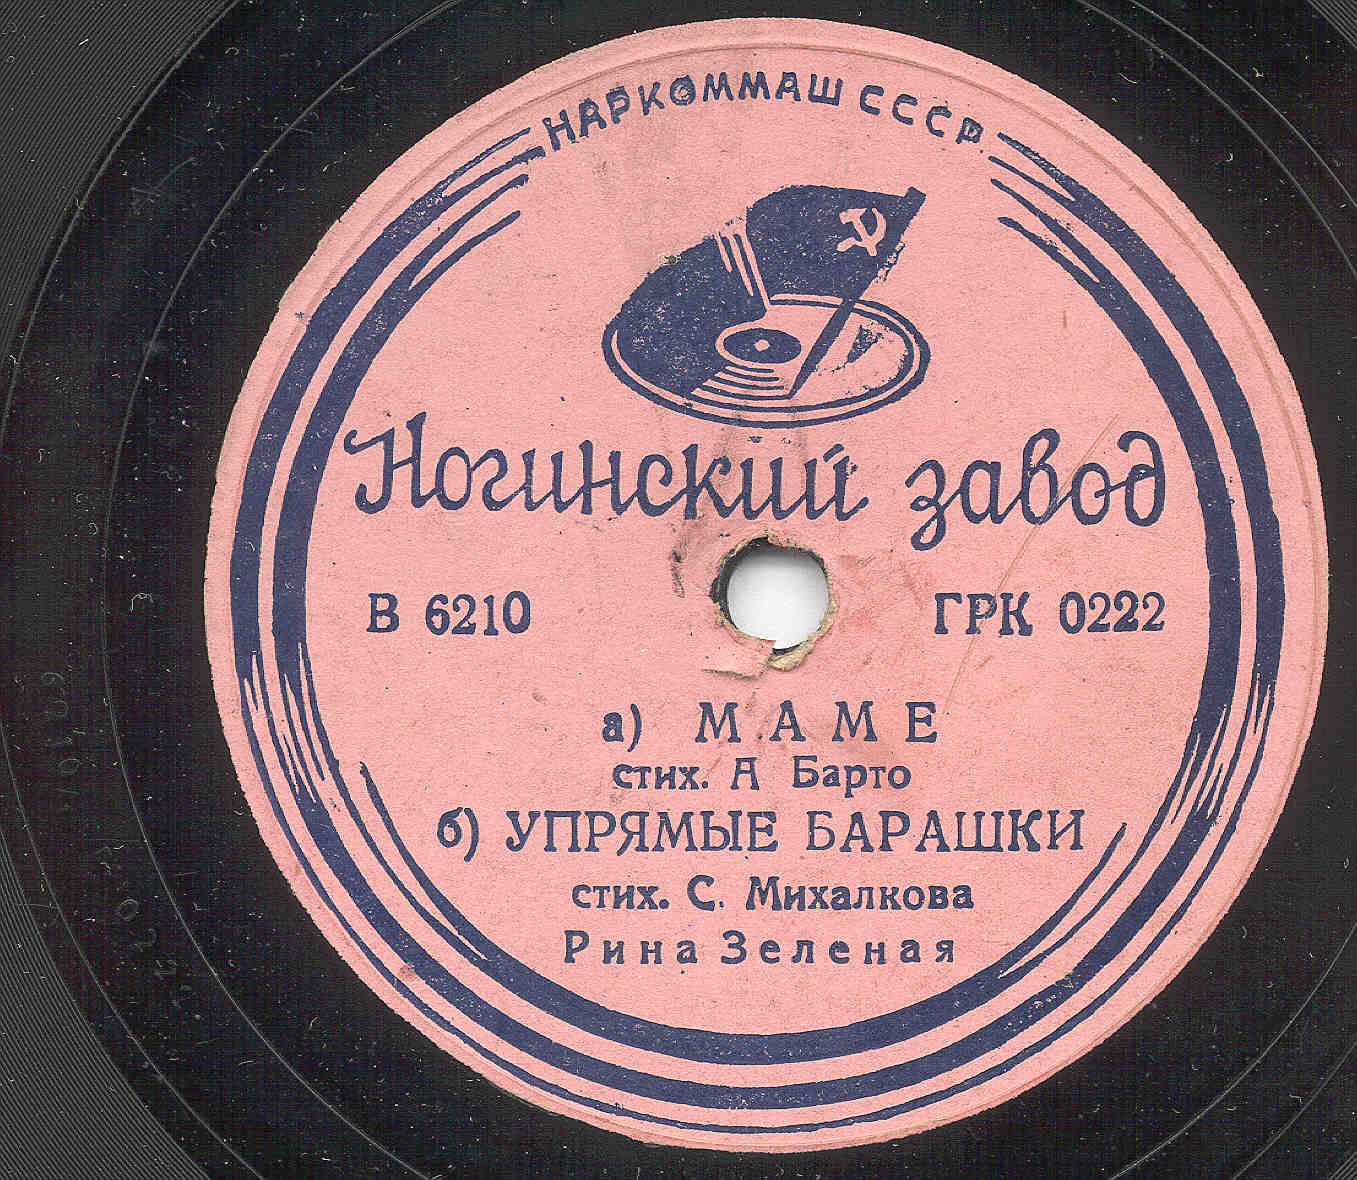 НАРКОММАШ СССР.
Ногинский завод
В 6210 ГРК 0222
а) МАМЕ
стих. А Барто
б) УПРЯМЫЕ БАРАШКИ
стих. С. Михалкова
Рина Зеленая